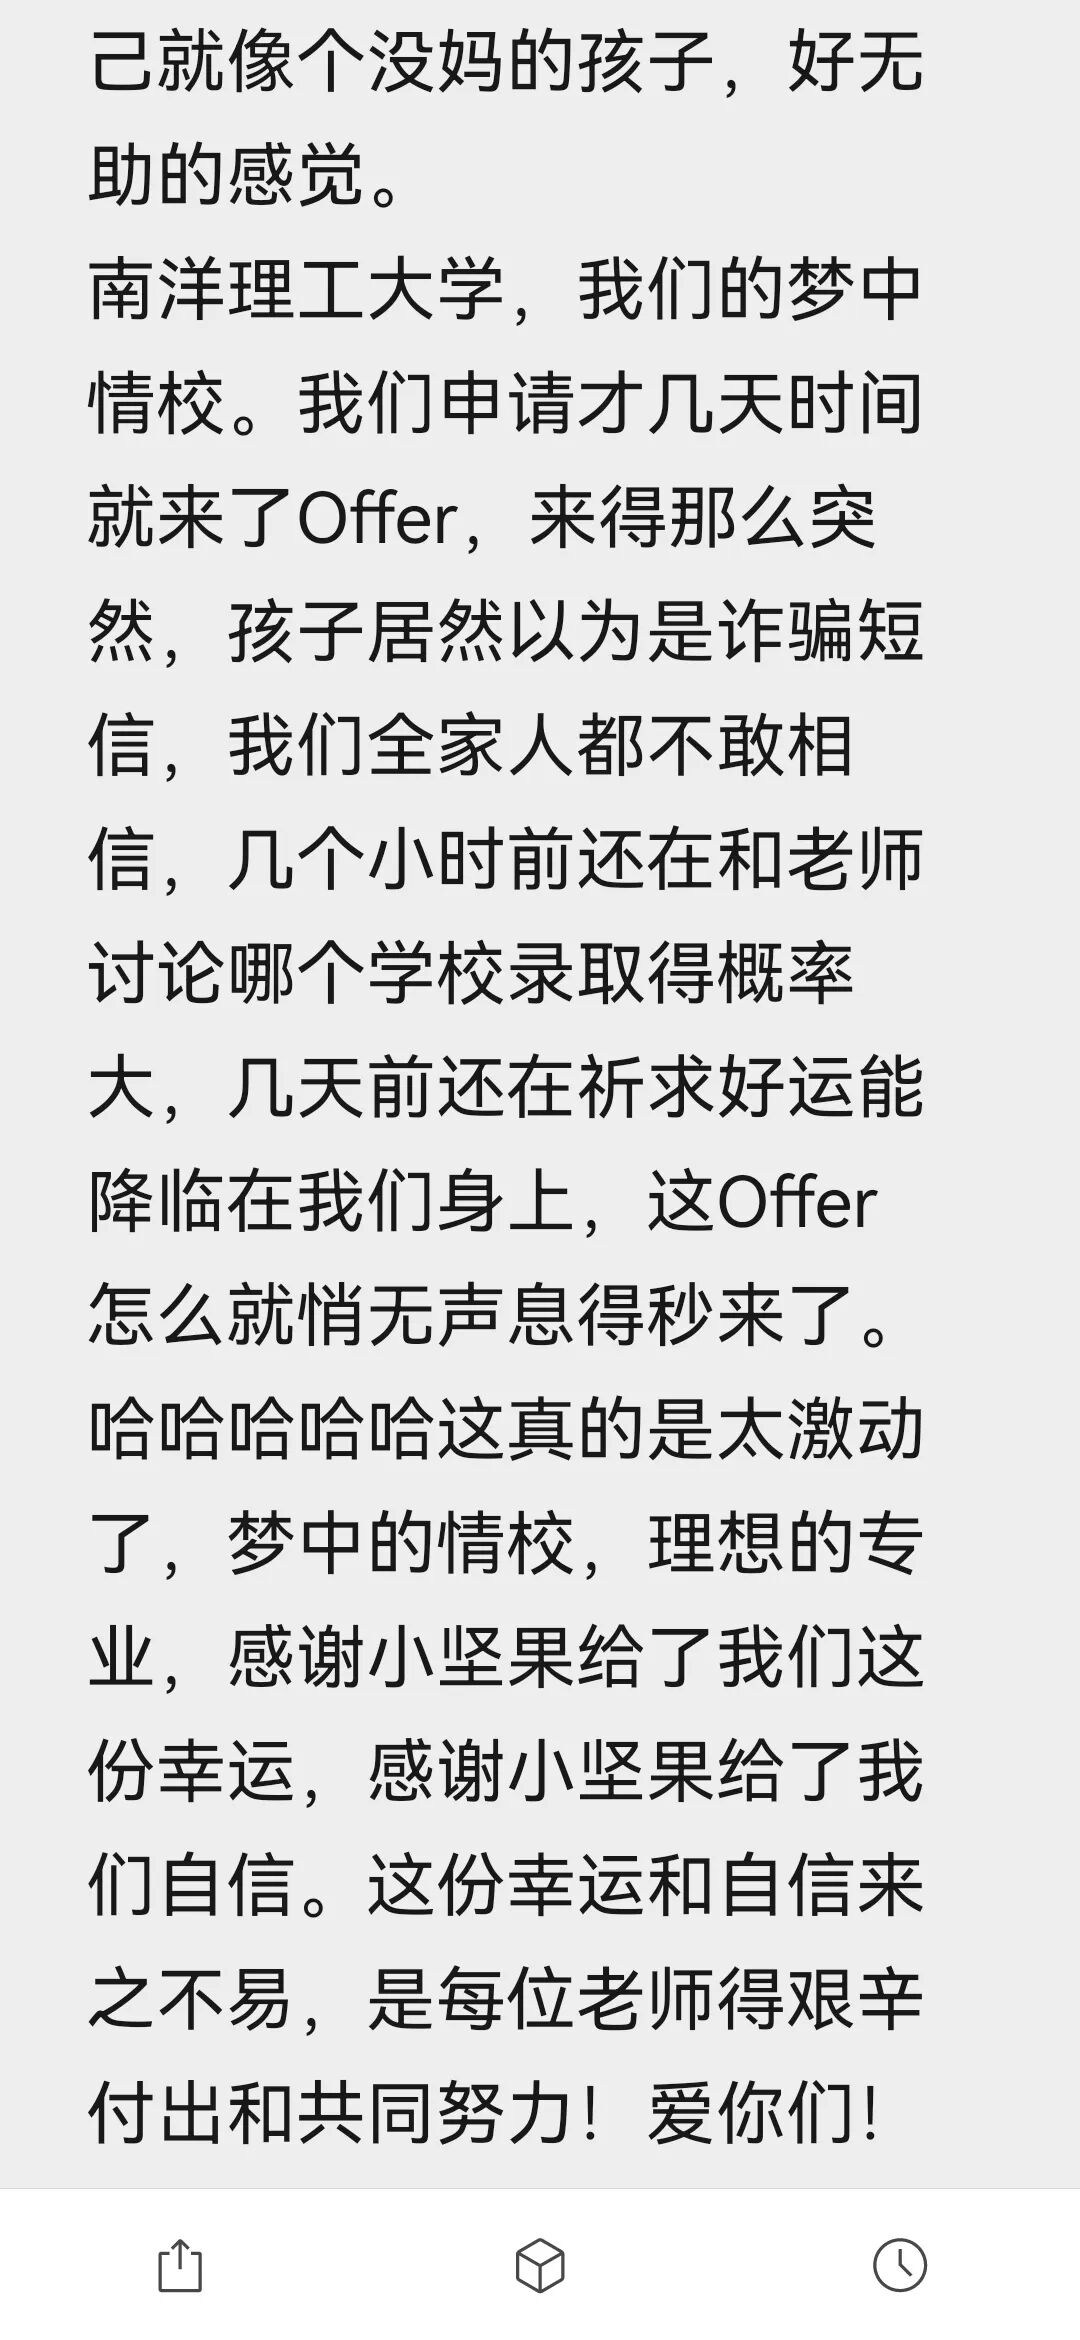 己就像个没妈的孩子，好无
助的感觉。
南洋理工大学，我们的梦中
情校。我们申请才几天时间
就来了Offer，来得那么突
然，孩子居然以为是诈骗短
信，我们全家人都不敢相
信，几个小时前还在和老师
讨论哪个学校录取得概率
大，几天前还在祈求好运能
降临在我们身上，这Offer
怎么就悄无声息得秒来了。
哈哈哈哈哈这真的是太激动
了，梦中的情校，理想的专
业，感谢小坚果给了我们这
份幸运，感谢小坚果给了我
们自信。这份幸运和自信来
之不易，是每位老师得艰辛
付出和共同努力！爱你们！